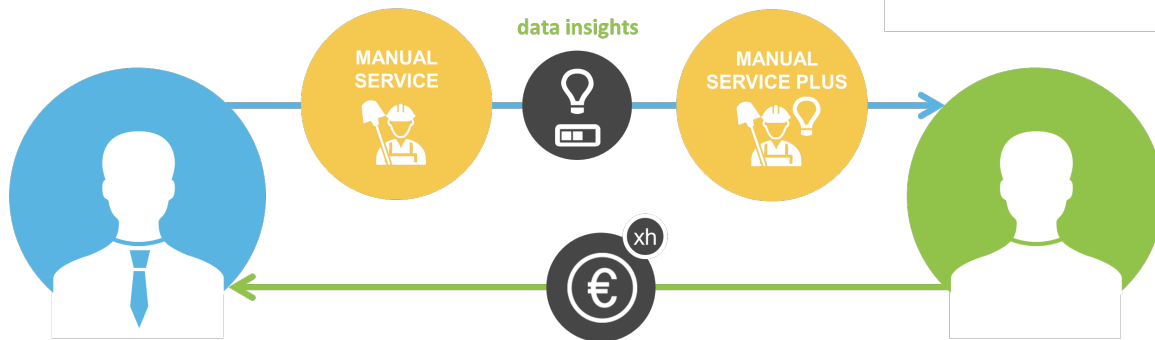 data insights
MANUAL
SERVICE
MANUAL
SERVICE PLUS
xh
€